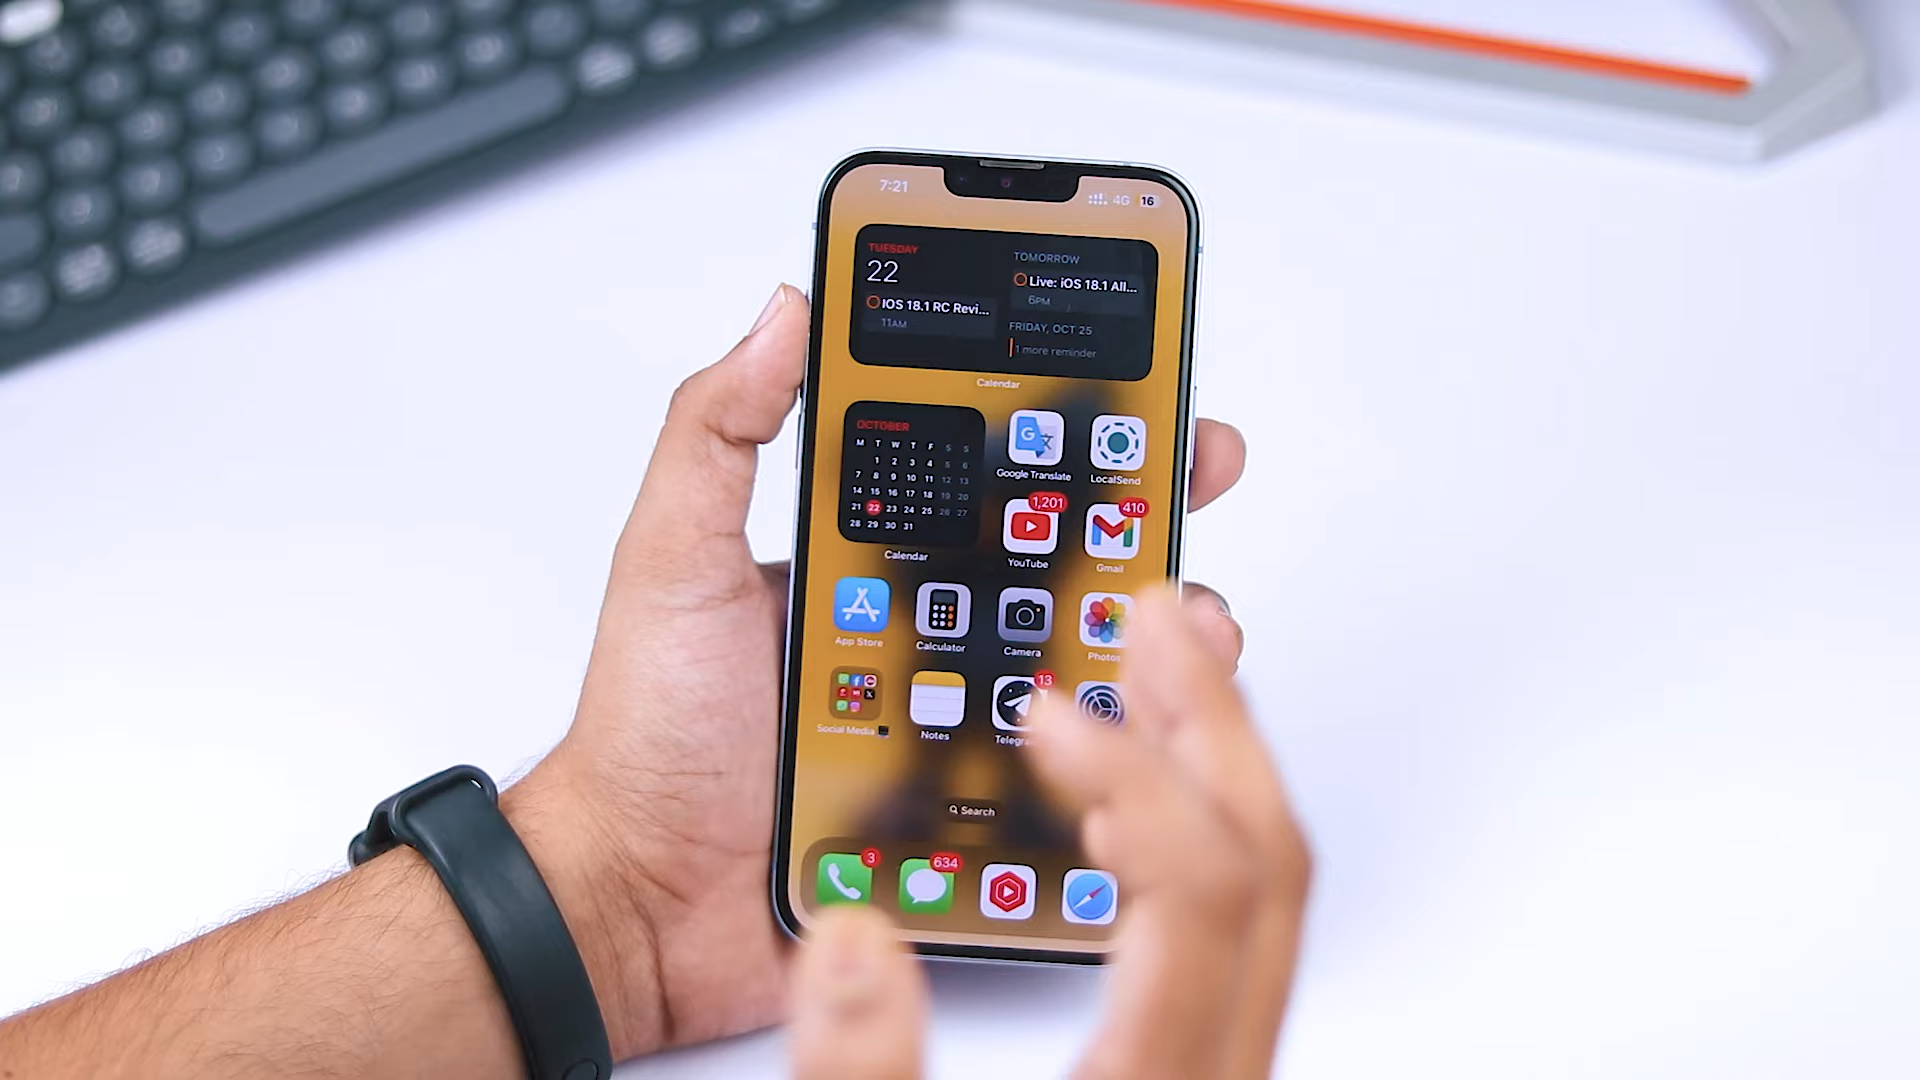 7:21
4G 16
TUESDAY
22
IOS 18.1 RC Revi...
11AM
TOMORROW
Live: iOS 18.1 All...
6PM
FRIDAY, OCT 25
1 more reminder
Calendar
OCTOBER
M T W T F S S
1 2 3 4 5 6
7 8 9 10 11 12 13
14 15 16 17 18 19 20
21 22 23 24 25 26 27
28 29 30 31
Calendar
Google Translate
LocalSend
1,201
410
YouTube
Gmail
App Store
Calculator
Camera
Photos
13
Social Media
Notes
Telegra
Search
3
634